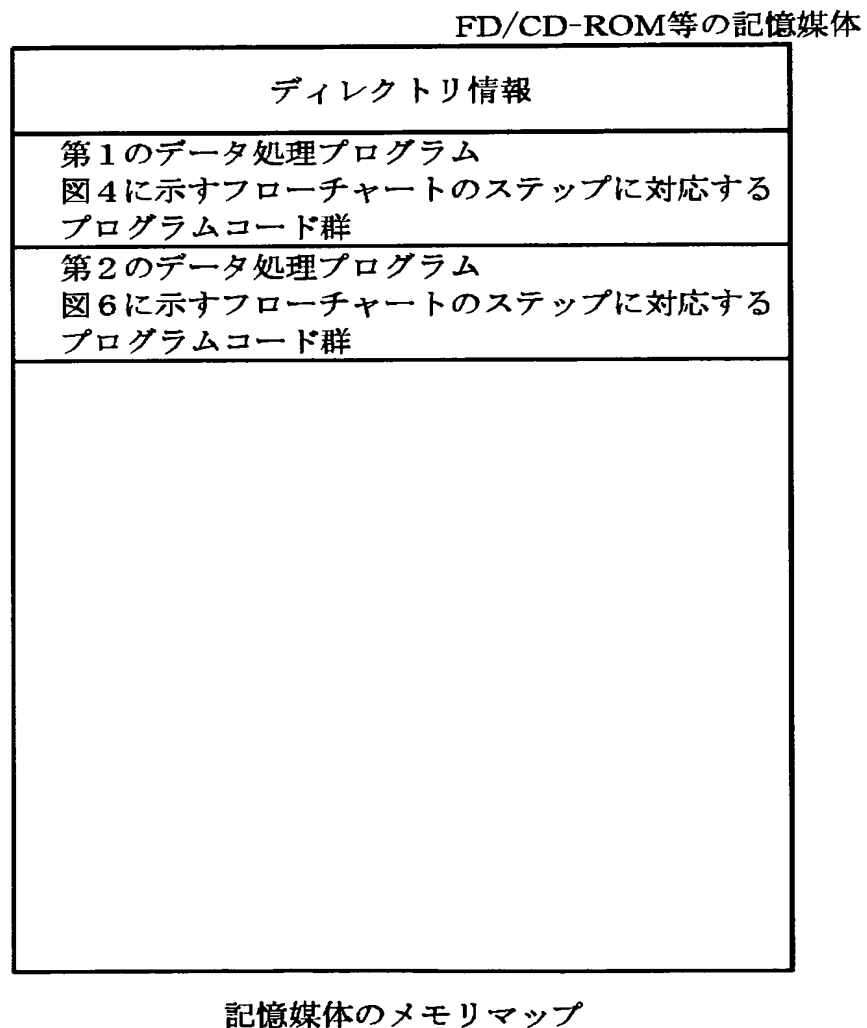 FD/CD-ROM等の記憶媒体
ディレクトリ情報
第1のデータ処理プログラム
図4に示すフローチャートのステップに対応する
プログラムコード群
第2のデータ処理プログラム
図6に示すフローチャートのステップに対応する
プログラムコード群
記憶媒体のメモリマップ